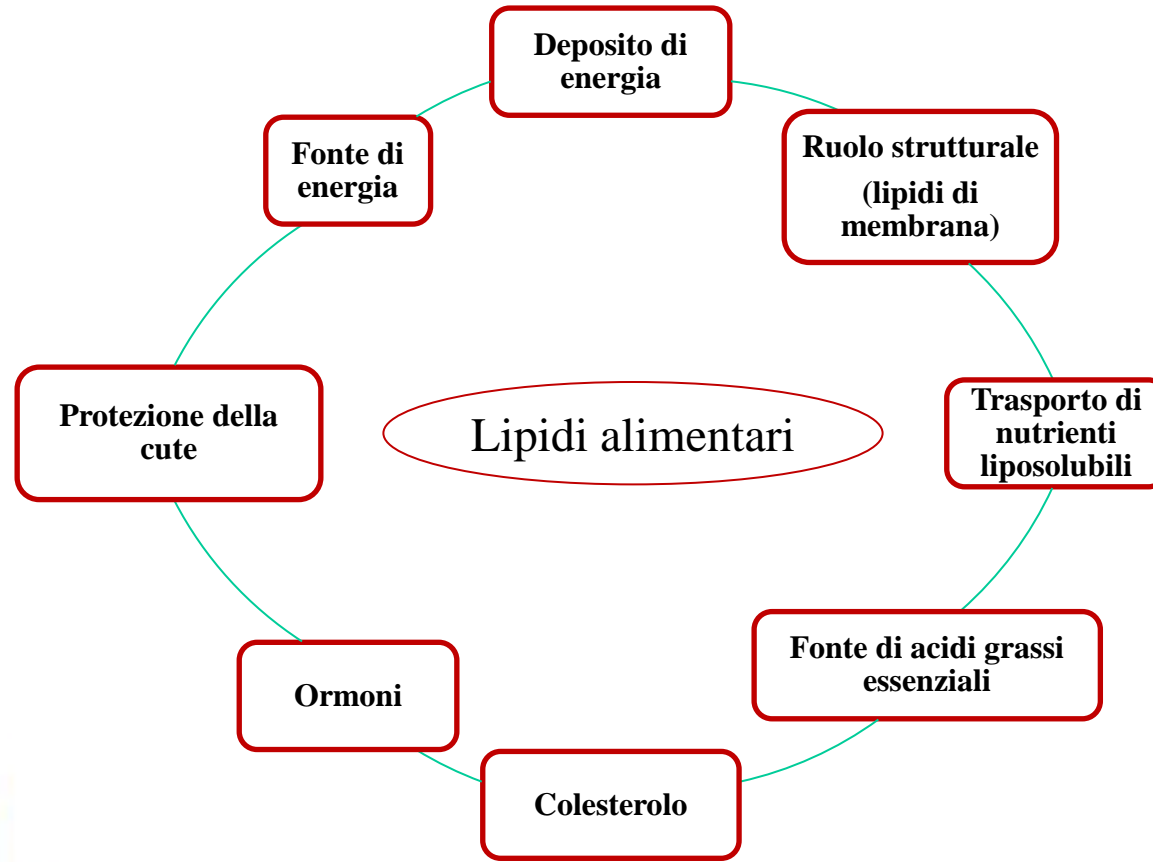 Deposito di
energia
Ruolo strutturale
(lipidi di
membrana)
Fonte di
energia
Trasporto di
nutrienti
liposolubili
Protezione della
cute
Lipidi alimentari
Fonte di acidi grassi
essenziali
Ormoni
Colesterolo